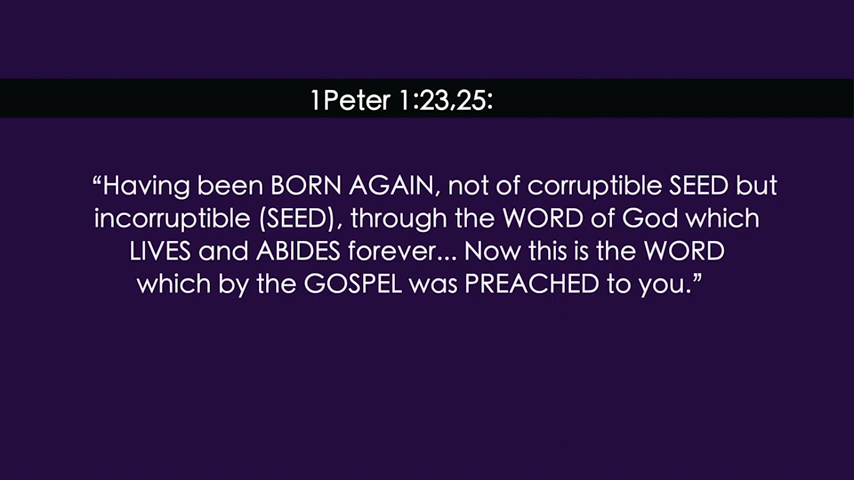 1Peter 1:23,25:
“Having been BORN AGAIN, not of corruptible SEED but
incorruptible (SEED), through the WORD of God which
LIVES and ABIDES forever... Now this is the WORD
which by the GOSPEL was PREACHED to you.”